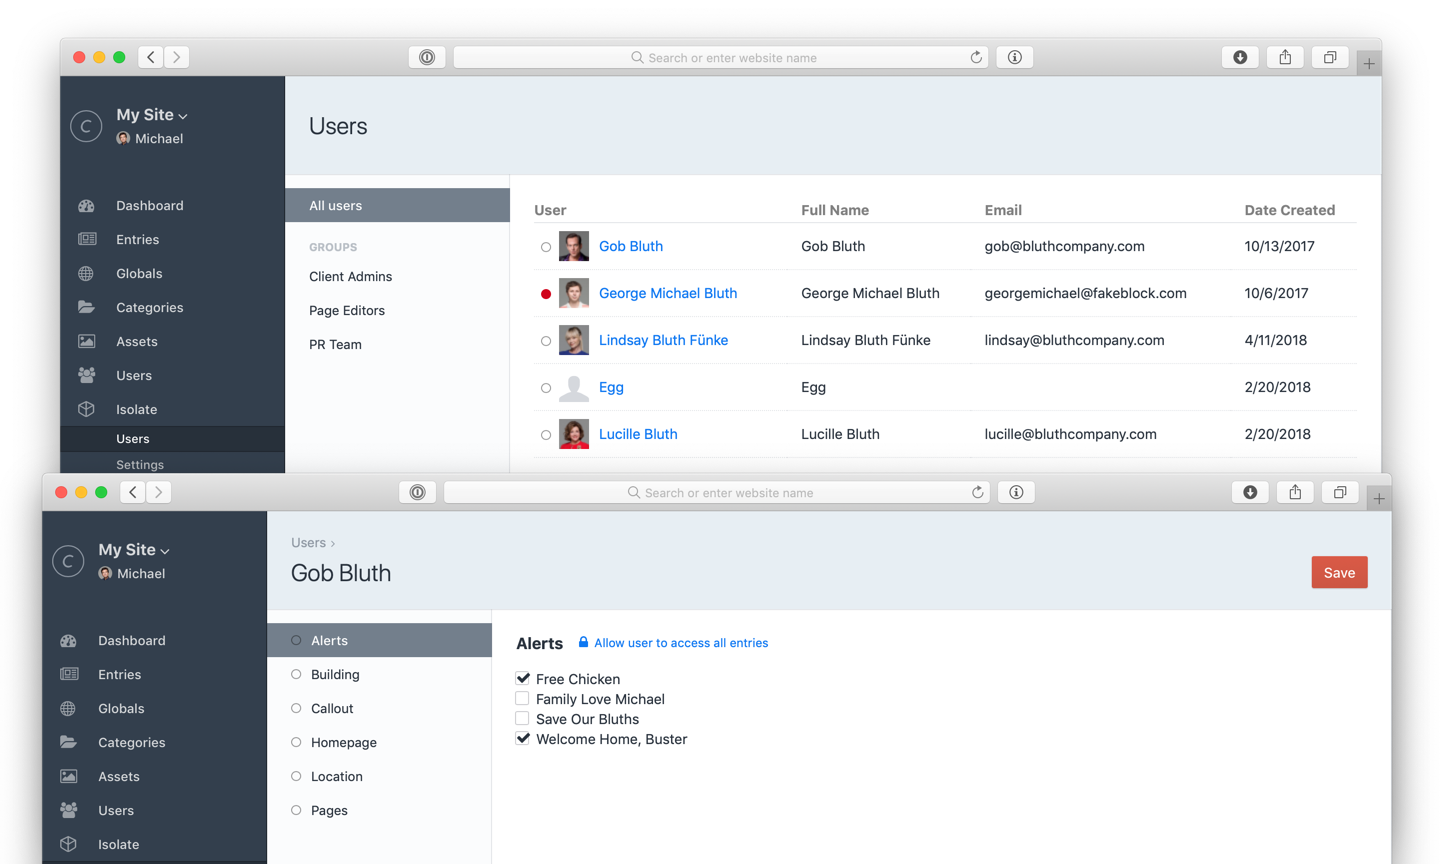 Search or enter website name
My Site
Michael
C
Users
Dashboard
Entries
Globals
Categories
Assets
Users
Isolate
Users
Settings
All users
GROUPS
Client Admins
Page Editors
PR Team
User Full Name Email Date Created
Gob Bluth Gob Bluth gob@bluthcompany.com 10/13/2017
George Michael Bluth George Michael Bluth georgemichael@fakeblock.com 10/6/2017
Lindsay Bluth Fünke Lindsay Bluth Fünke lindsay@bluthcompany.com 4/11/2018
Egg Egg 2/20/2018
Lucille Bluth Lucille Bluth lucille@bluthcompany.com 2/20/2018
Search or enter website name
My Site
Michael
C
Users ›
Gob Bluth
Save
Dashboard
Entries
Globals
Categories
Assets
Users
Isolate
Alerts
Building
Callout
Homepage
Location
Pages
Alerts Allow user to access all entries
Free Chicken
Family Love Michael
Save Our Bluths
Welcome Home, Buster